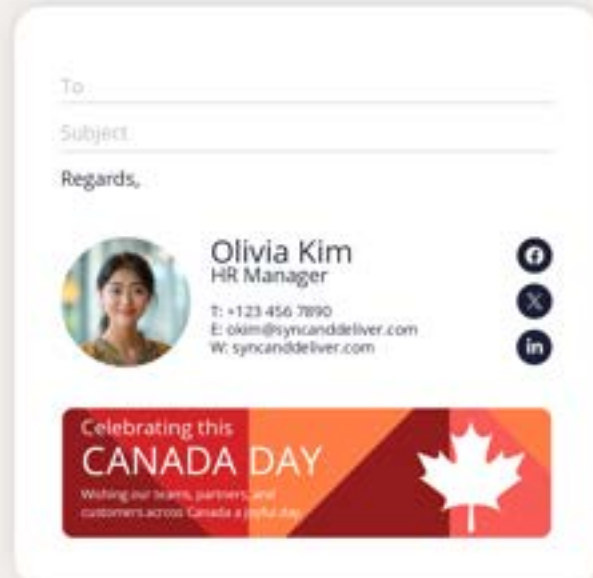 To
Subject
Regards,
Olivia Kim
HR Manager
T: +123 456 7890
E: okim@syncanddeliver.com
W: syncanddeliver.com
Celebrating this
CANADA DAY
Wishing our teams, partners, and
customers across Canada a joyful day.